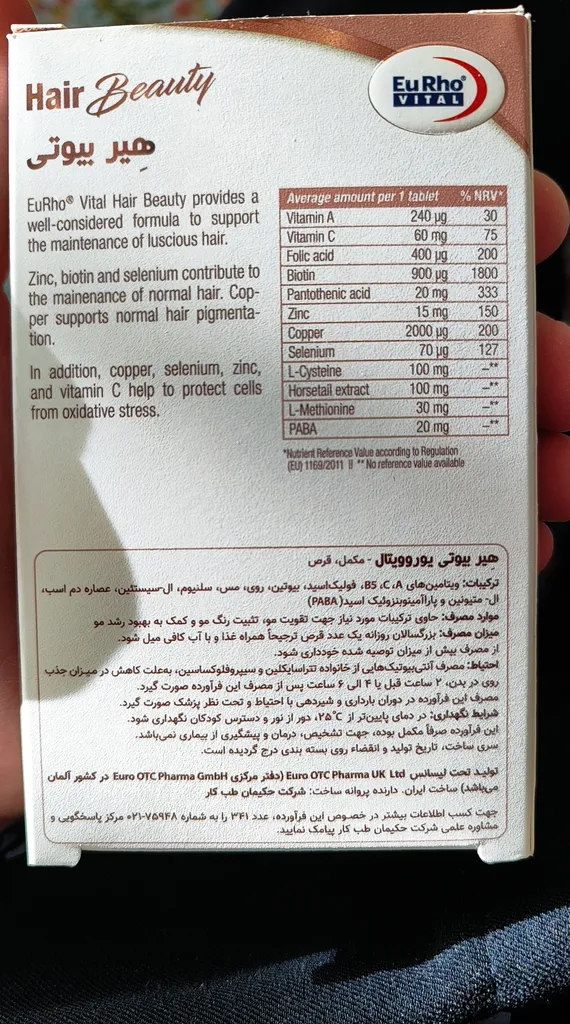 Hair Beauty
EuRho®
VITAL
هِیر بیوتی
EuRho® Vital Hair Beauty provides a
well-considered formula to support
the maintenance of luscious hair.
Zinc, biotin and selenium contribute to
the mainenance of normal hair. Cop-
per supports normal hair pigmenta-
tion.
In addition, copper, selenium, zinc,
and vitamin C help to protect cells
from oxidative stress.
Average amount per 1 tablet % NRV*
Vitamin A 240 µg 30
Vitamin C 60 mg 75
Folic acid 400 µg 200
Biotin 900 µg 1800
Pantothenic acid 20 mg 333
Zinc 15 mg 150
Copper 2000 µg 200
Selenium 70 µg 127
L-Cysteine 100 mg –**
Horsetail extract 100 mg –**
L-Methionine 30 mg –**
PABA 20 mg –**
*Nutrient Reference Value according to Regulation
(EU) 1169/2011 || ** No reference value available
هِیر بیوتی یوروویتال - مکمل، قرص
ترکیبات: ویتامین‌های B5 ،C ،A، فولیک‌اسید، بیوتین، روی، مس، سلنیوم، ال-سیستئین، عصاره دم اسب،
ال- متیونین و پاراآمینوبنزوئیک اسید (PABA)
موارد مصرف: حاوی ترکیبات مورد نیاز جهت تقویت مو، تثبیت رنگ مو و کمک به بهبود رشد مو
میزان مصرف: بزرگسالان روزانه یک عدد قرص ترجیحاً همراه غذا و با آب کافی میل شود.
از مصرف بیش از میزان توصیه شده خودداری شود.
احتیاط: مصرف آنتی‌بیوتیک‌هایی از خانواده تتراسایکلین و سیپروفلوکساسین، به‌علت کاهش در میزان جذب
روی در بدن، ۲ ساعت قبل یا ۴ الی ۶ ساعت پس از مصرف این فرآورده صورت گیرد.
مصرف این فرآورده در دوران بارداری و شیردهی با احتیاط و تحت نظر پزشک صورت گیرد.
شرایط نگهداری: در دمای پایین‌تر از ۲۵°C، دور از نور و دسترس کودکان نگهداری شود.
این فرآورده صرفاً مکمل بوده، جهت تشخیص، درمان و پیشگیری از بیماری نمی‌باشد.
سری ساخت، تاریخ تولید و انقضاء روی بسته بندی درج گردیده است.
تولید تحت لیسانس Euro OTC Pharma UK Ltd (دفتر مرکزی Euro OTC Pharma GmbH در کشور آلمان
می‌باشد) ساخت ایران. دارنده پروانه ساخت: شرکت حکیمان طب کار
جهت کسب اطلاعات بیشتر در خصوص این فرآورده، عدد ۳۴۱ را به شماره ۷۵۹۴۸-۰۲۱ مرکز پاسخگویی و
مشاوره علمی شرکت حکیمان طب کار پیامک نمایید.